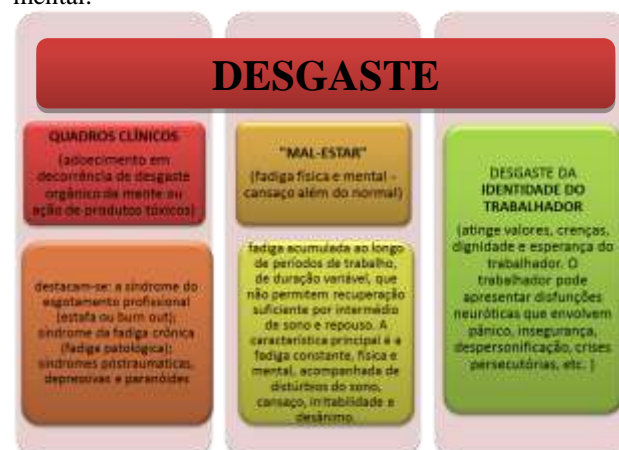 mental.
DESGASTE
QUADROS CLÍNICOS
(adoecimento em
decorrência de desgaste
orgânico da mente ou
ação de produtos tóxicos)
destacam-se: a síndrome do
esgotamento profissional
(estafa ou burn out);
síndrome da fadiga crônica
(fadiga patológica);
síndromes postraumaticas,
depressivas e paranóides
"MAL-ESTAR"
(fadiga física e mental -
cansaço além do normal)
fadiga acumulada ao longo
de períodos de trabalho,
de duração variável, que
não permitem recuperação
suficiente por intermédio
de sono e repouso. A
característica principal é a
fadiga constante, física e
mental, acompanhada de
distúrbios do sono,
cansaço, irritabilidade e
desânimo.
DESGASTE DA
IDENTIDADE DO
TRABALHADOR
(atinge valores, crenças,
dignidade e esperança do
trabalhador. O
trabalhador pode
apresentar disfunções
neuróticas que envolvem
pânico, insegurança,
despersonificação, crises
persecutórias, etc. )